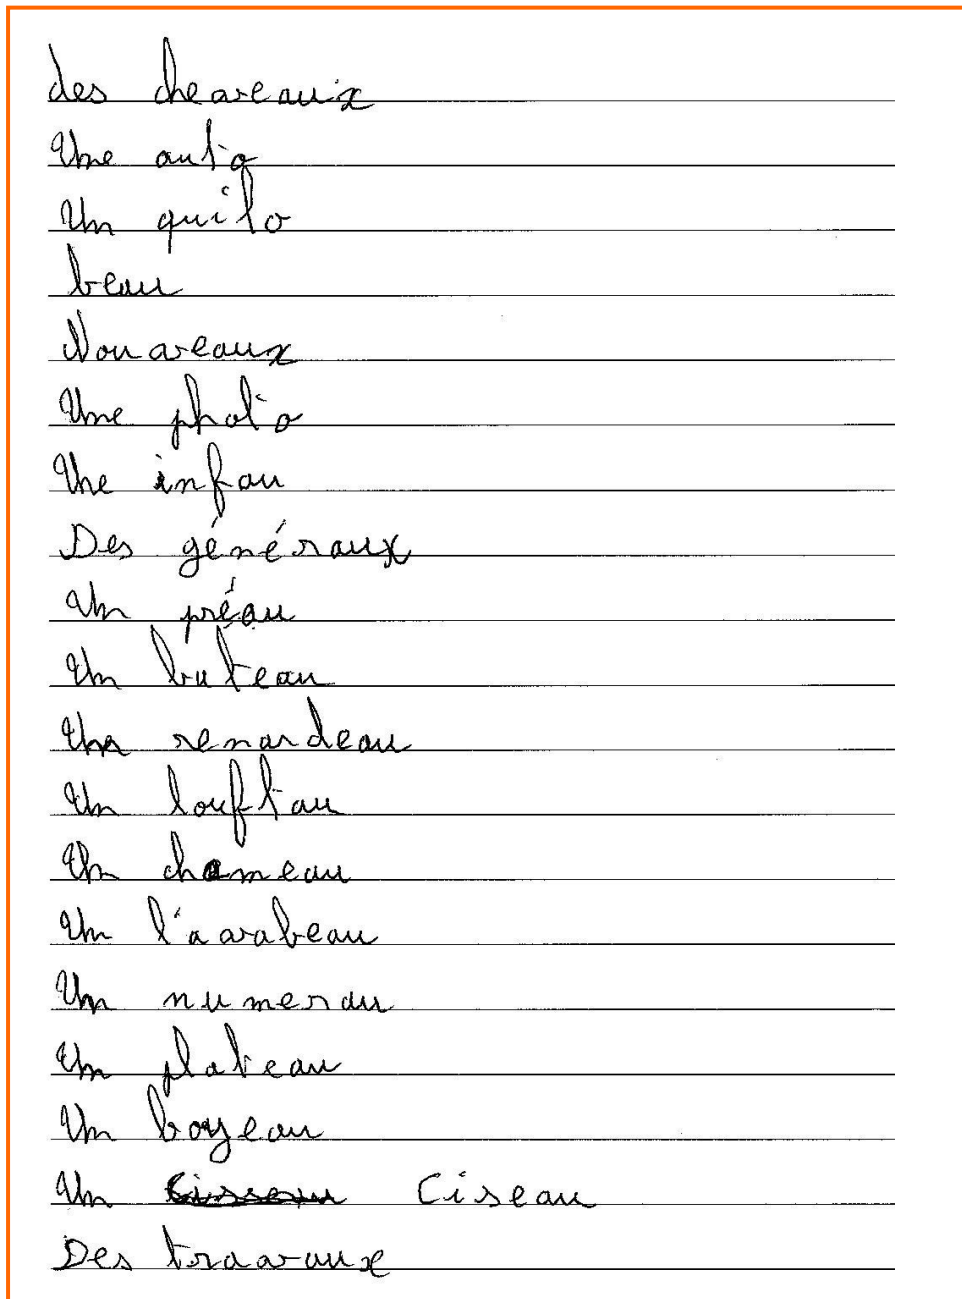 des cheveaux
Une auto
Un quilo
beau
Nouveaux
Une photo
Une infau
Des généraux
Un préau
Un buteau
Un renardeau
Un louftau
Un chameau
Un l'avabeau
Un numerau
Un plateau
Un boyeau
Un Ciseau
Des travaux